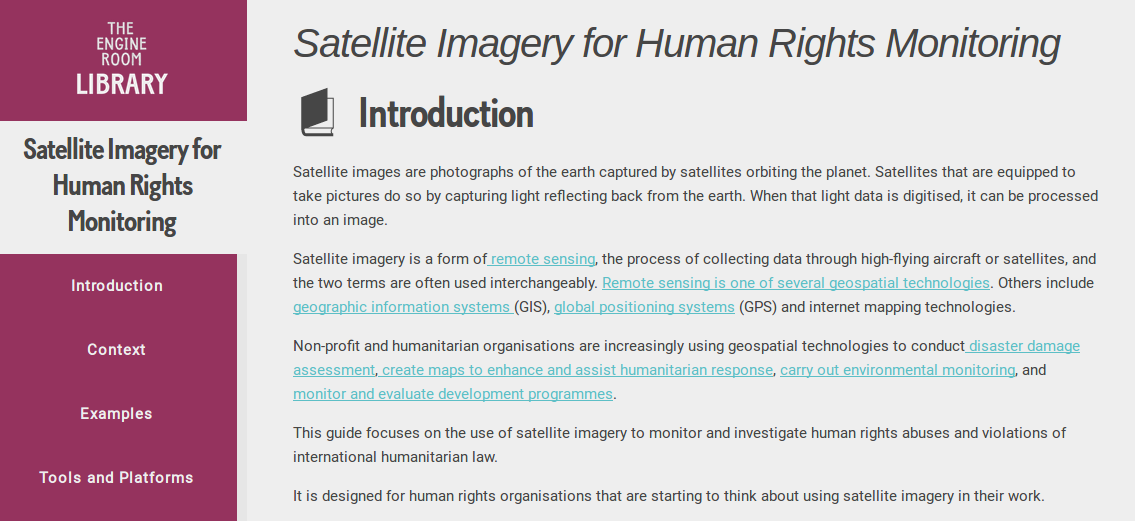 THE
ENGINE
ROOM
LIBRARY
Satellite Imagery for
Human Rights
Monitoring
Introduction
Context
Examples
Tools and Platforms
Satellite Imagery for Human Rights Monitoring
Introduction
Satellite images are photographs of the earth captured by satellites orbiting the planet. Satellites that are equipped to
take pictures do so by capturing light reflecting back from the earth. When that light data is digitised, it can be processed
into an image.
Satellite imagery is a form of remote sensing, the process of collecting data through high-flying aircraft or satellites, and
the two terms are often used interchangeably. Remote sensing is one of several geospatial technologies. Others include
geographic information systems (GIS), global positioning systems (GPS) and internet mapping technologies.
Non-profit and humanitarian organisations are increasingly using geospatial technologies to conduct disaster damage
assessment, create maps to enhance and assist humanitarian response, carry out environmental monitoring, and
monitor and evaluate development programmes.
This guide focuses on the use of satellite imagery to monitor and investigate human rights abuses and violations of
international humanitarian law.
It is designed for human rights organisations that are starting to think about using satellite imagery in their work.